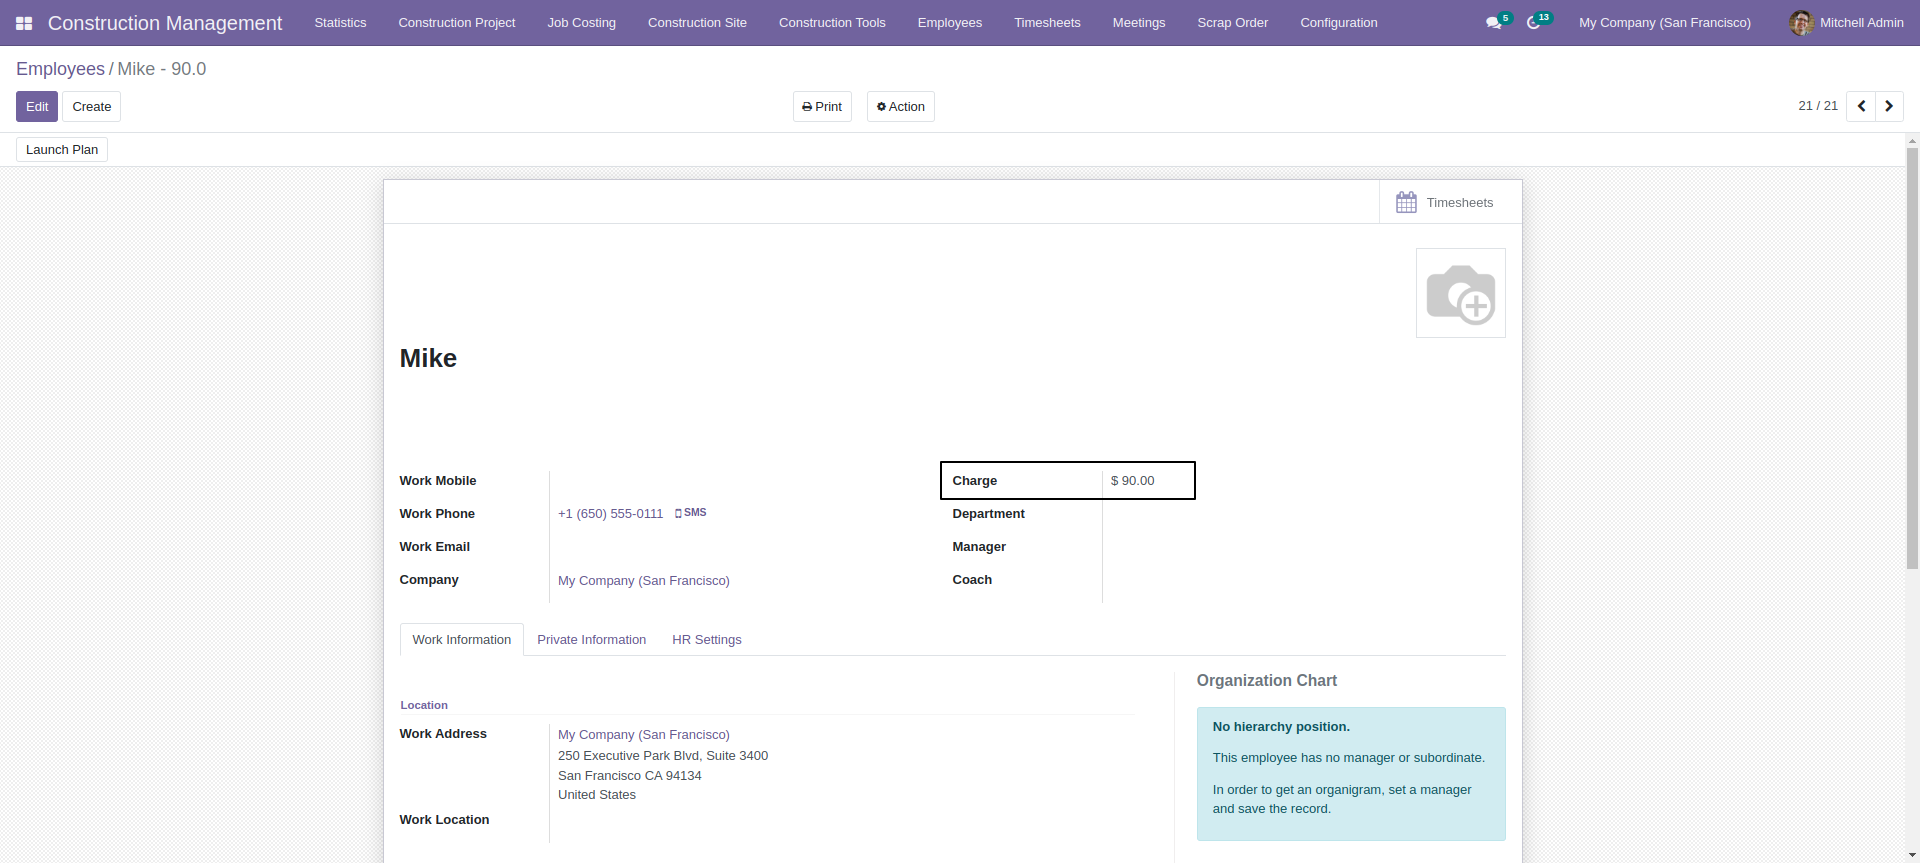 Construction Management Statistics Construction Project Job Costing Construction Site Construction Tools Employees Timesheets Meetings Scrap Order Configuration 5 13 My Company (San Francisco) Mitchell Admin
Employees / Mike - 90.0
Edit Create Print Action 21 / 21
Launch Plan
Timesheets
Mike
Work Mobile
Charge $ 90.00
Work Phone +1 (650) 555-0111 SMS
Department
Work Email
Manager
Company My Company (San Francisco)
Coach
Work Information Private Information HR Settings
Organization Chart
Location
No hierarchy position.
Work Address My Company (San Francisco)
250 Executive Park Blvd, Suite 3400
San Francisco CA 94134
United States
This employee has no manager or subordinate.
In order to get an organigram, set a manager
and save the record.
Work Location